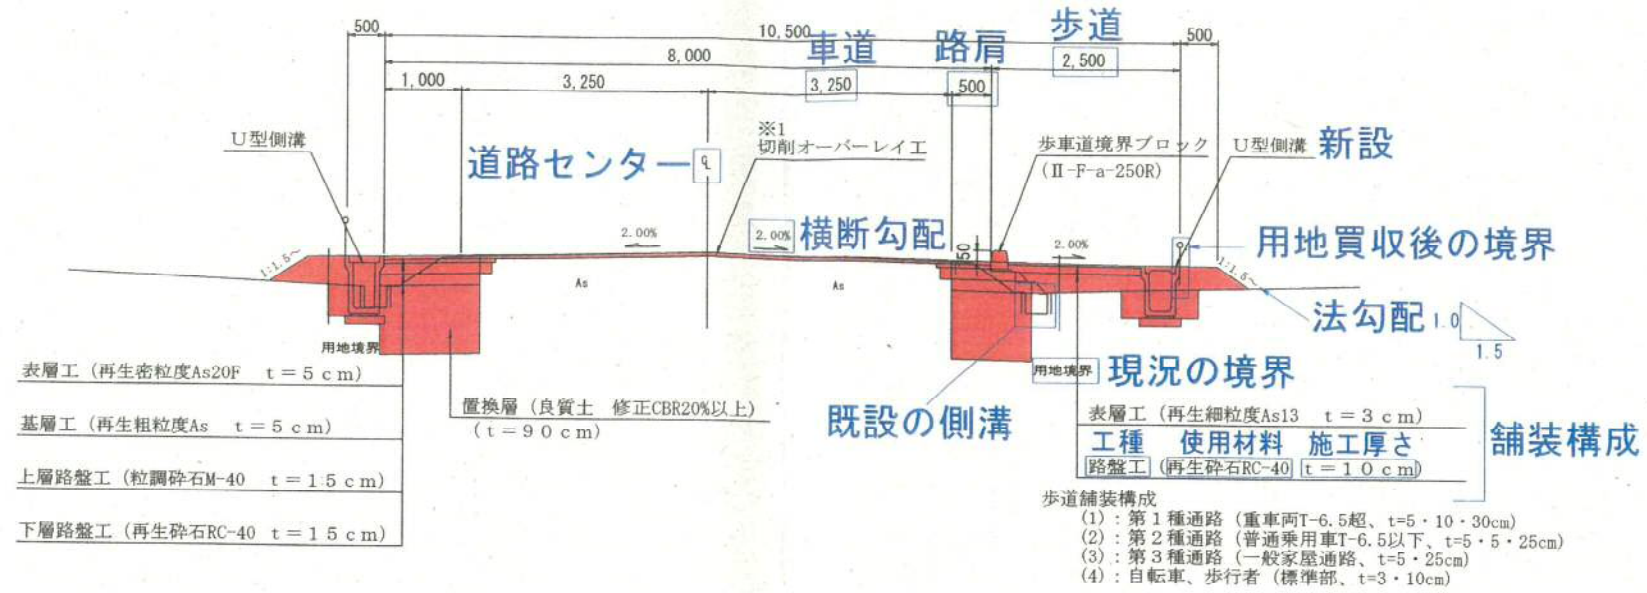 500
10,500
500
8,000
車道
路肩
歩道
2,500
1,000
3,250
3,250
500
U型側溝
道路センター
℄
※1
切削オーバーレイ工
歩車道境界ブロック
(Ⅱ-F-a-250R)
U型側溝
新設
2.00%
2.00%
横断勾配
50
2.00%
用地買収後の境界
1:1.5~
As
As
1:1.5~
法勾配
1.0
1.5
用地境界
用地境界
現況の境界
既設の側溝
表層工(再生密粒度As20F t=5cm)
基層工(再生粗粒度As t=5cm)
上層路盤工(粒調砕石M-40 t=15cm)
下層路盤工(再生砕石RC-40 t=15cm)
置換層(良質土 修正CBR20%以上)
(t=90cm)
表層工(再生細粒度As13 t=3cm)
工種 使用材料 施工厚さ
路盤工(再生砕石RC-40 t=10cm)
舗装構成
歩道舗装構成
(1):第1種通路(重車両T-6.5超、t=5・10・30cm)
(2):第2種通路(普通乗用車T-6.5以下、t=5・5・25cm)
(3):第3種通路(一般家屋通路、t=5・25cm)
(4):自転車、歩行者(標準部、t=3・10cm)